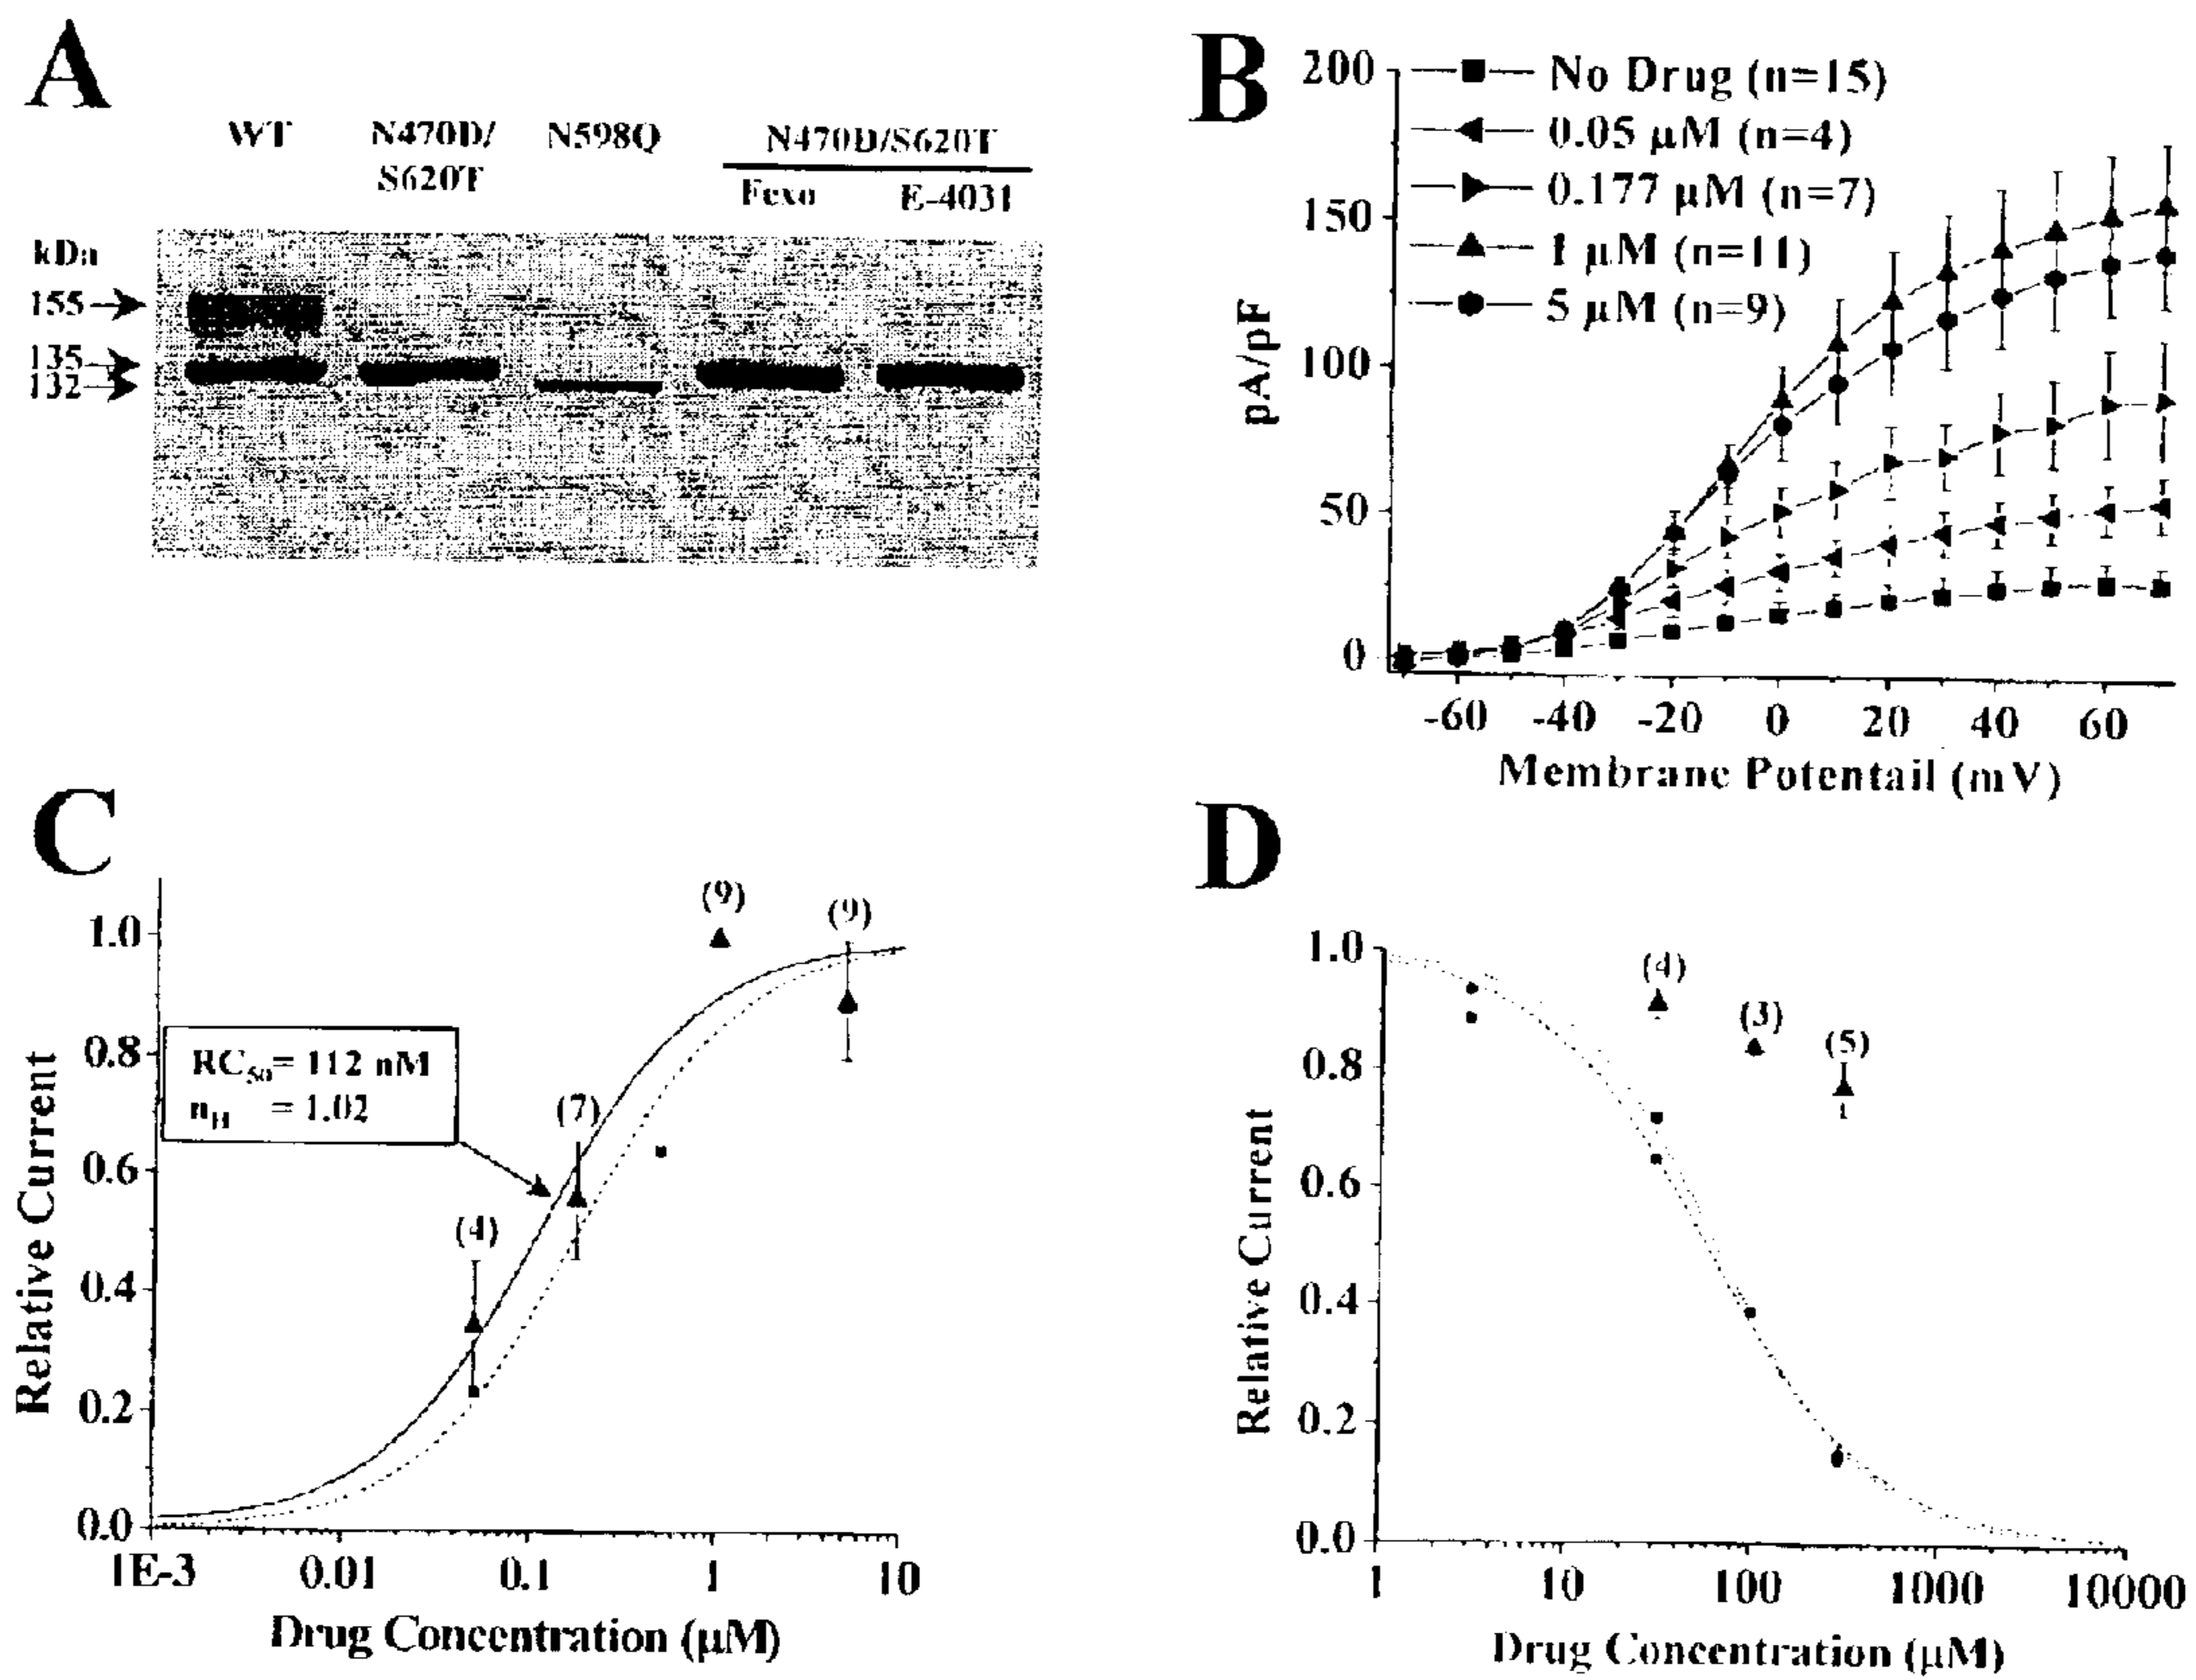 A
WT N470D/ N598Q N470D/S620T
S620T Fexo E-4031
kDa
155
135
132
B
200
150
100
50
0
pA/pF
No Drug (n=15)
0.05 μM (n=4)
0.177 μM (n=7)
1 μM (n=11)
5 μM (n=9)
-60 -40 -20 0 20 40 60
Membrane Potentail (mV)
C
1.0
0.8
0.6
0.4
0.2
0.0
Relative Current
RC50= 112 nM
nH = 1.02
(4)
(7)
(9)
(9)
1E-3 0.01 0.1 1 10
Drug Concentration (μM)
D
1.0
0.8
0.6
0.4
0.2
0.0
Relative Current
(4)
(3)
(5)
1 10 100 1000 10000
Drug Concentration (μM)